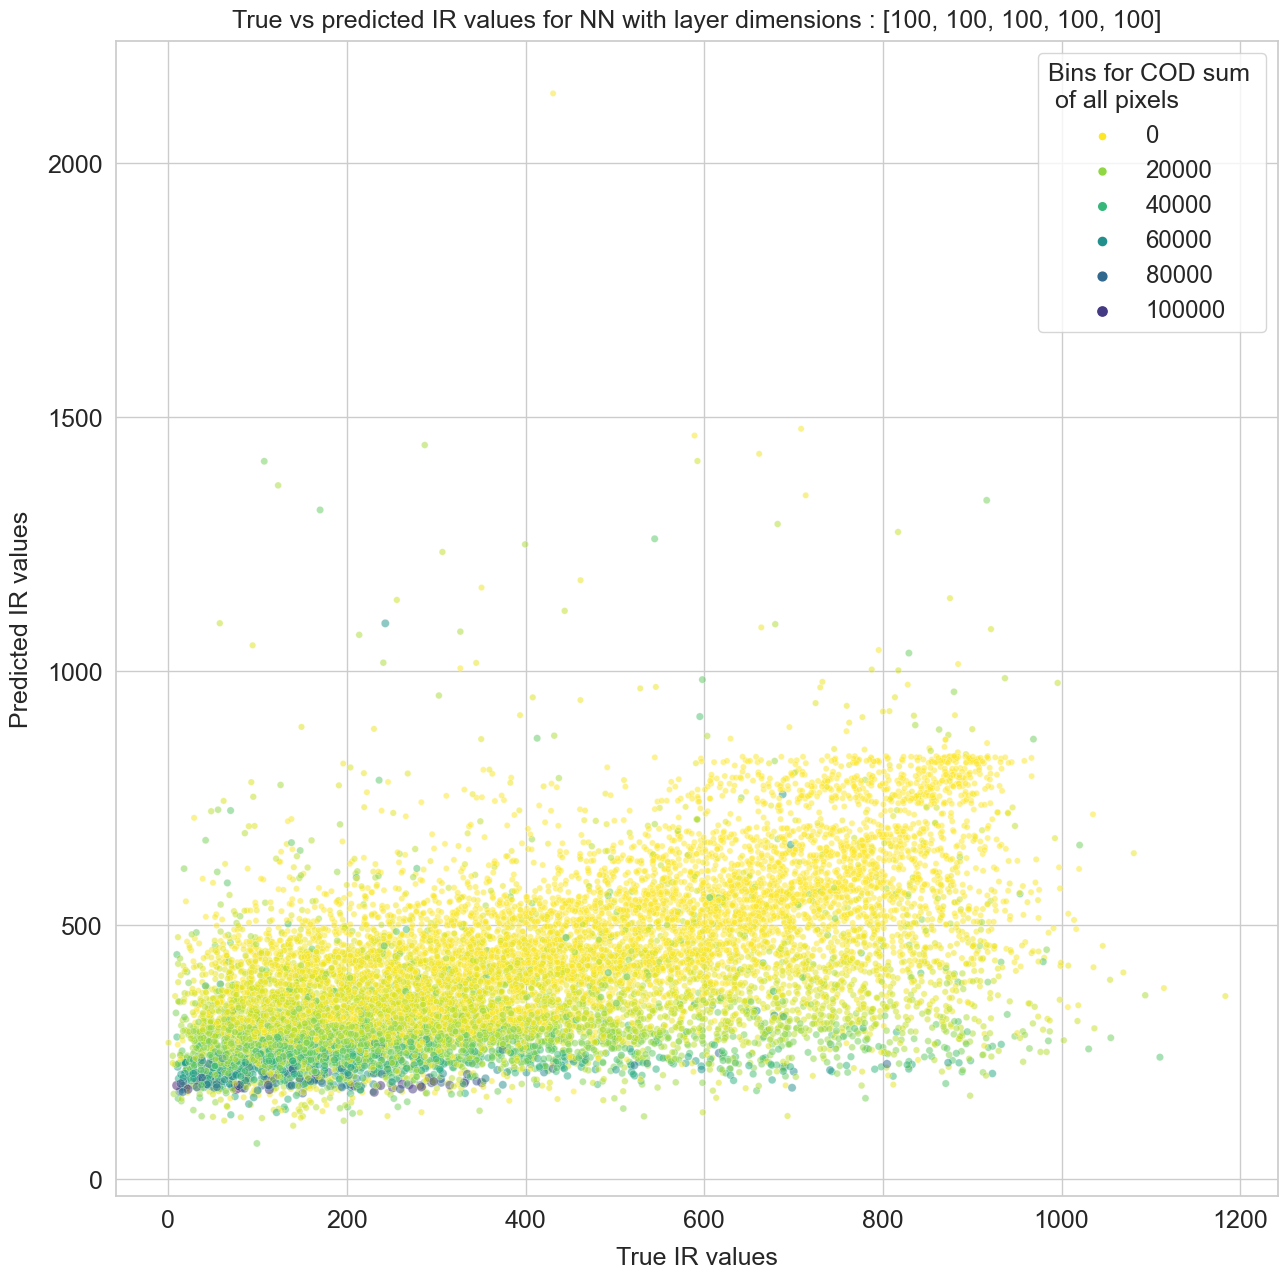 True vs predicted IR values for NN with layer dimensions : [100, 100, 100, 100, 100]
Bins for COD sum
of all pixels
0
20000
40000
60000
80000
100000
Predicted IR values
2000
1500
1000
500
0
0 200 400 600 800 1000 1200
True IR values